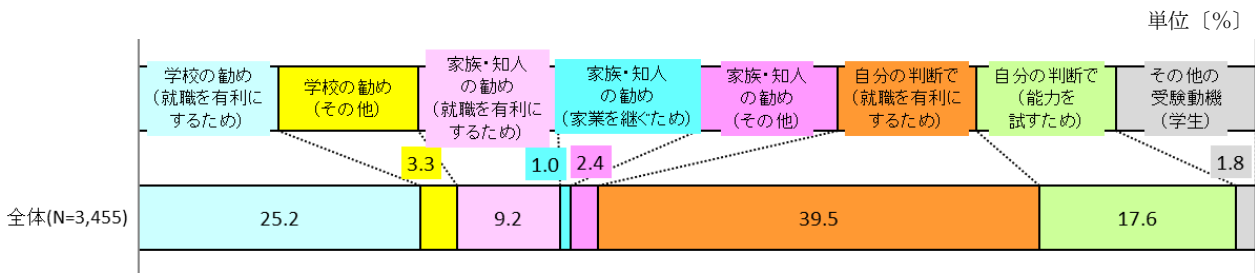 単位〔%〕
学校の勧め
(就職を有利に
するため)
学校の勧め
(その他)
家族・知人
の勧め
(就職を有利に
するため)
家族・知人
の勧め
(家業を継ぐため)
家族・知人
の勧め
(その他)
自分の判断で
(就職を有利に
するため)
自分の判断で
(能力を
試すため)
その他の
受験動機
(学生)
3.3
1.0
2.4
1.8
全体(N=3,455)
25.2
9.2
39.5
17.6